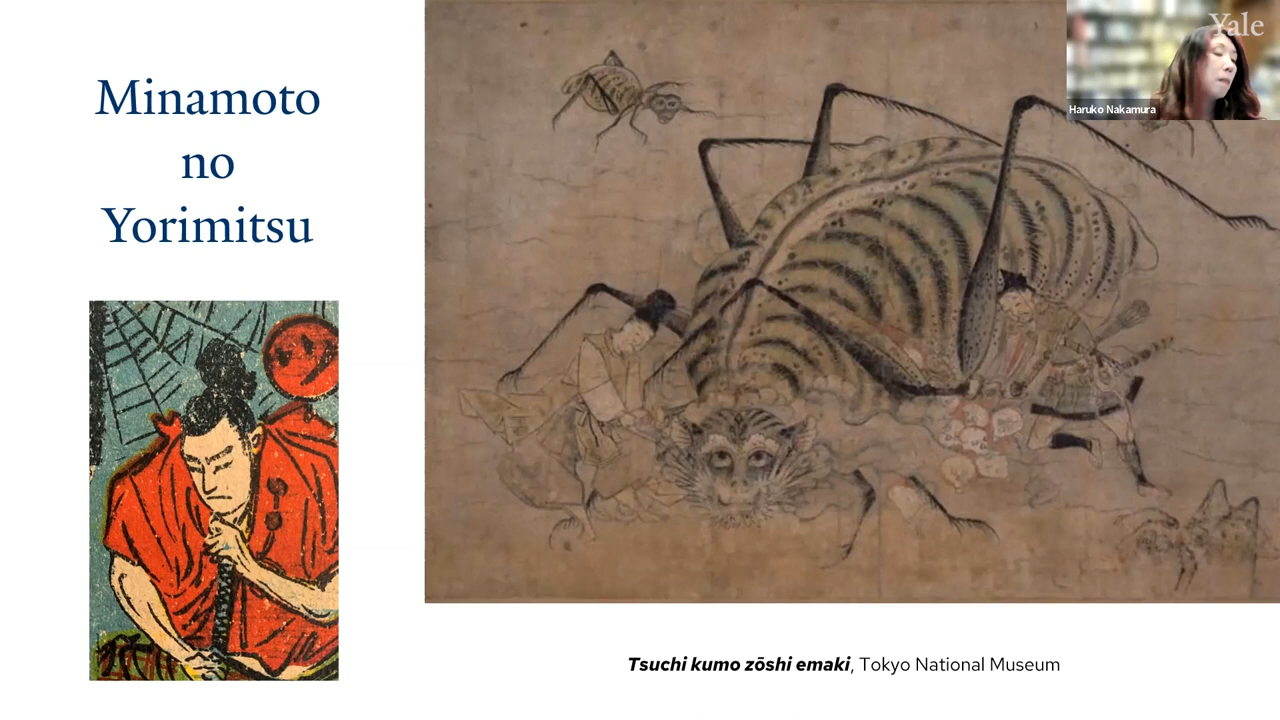 Minamoto
no
Yorimitsu
Yale
Haruko Nakamura
Tsuchi kumo zōshi emaki, Tokyo National Museum